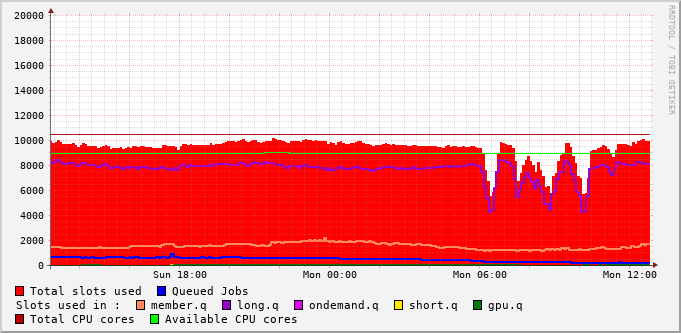 RRDTOOL / TOBI OETIKER
20000
18000
16000
14000
12000
10000
8000
6000
4000
2000
0
Sun 18:00 Mon 00:00 Mon 06:00 Mon 12:00
Total slots used Queued Jobs
Slots used in : member.q long.q ondemand.q short.q gpu.q
Total CPU cores Available CPU cores